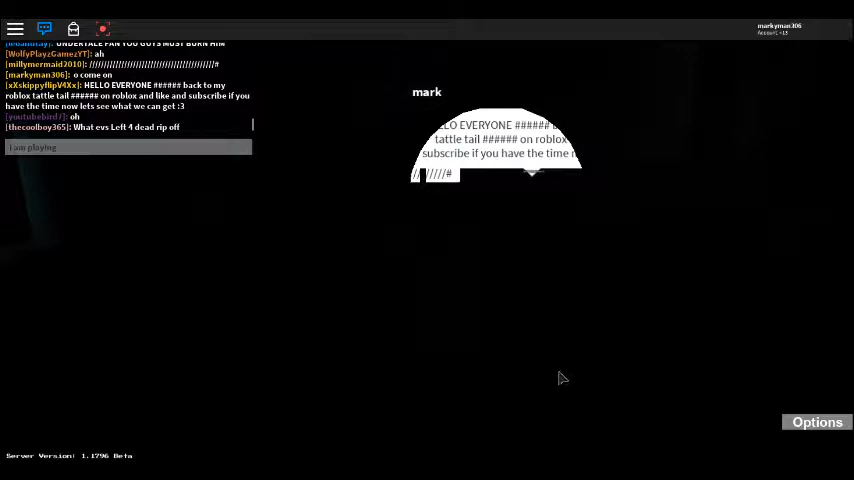 markyman306
Account: <13
UNDERTALE FAN YOU GUYS MUST BURN HIM
[WolfyPlayzGamezYT]: ah
[millymermaid2010]: ///////////////////////////////////////////#
[markyman306]: o come on
[xXskippyflipV4Xx]: HELLO EVERYONE ###### back to my
roblox tattle tail ###### on roblox and like and subscribe if you
have the time now lets see what we can get :3
[youtubebird7]: oh
[thecoolboy365]: What evs Left 4 dead rip off
I am playing
mark
LO EVERYONE ######
tattle tail ###### on roblox
subscribe if you have the time
/////#
Options
Server Version: 1.1796 Beta